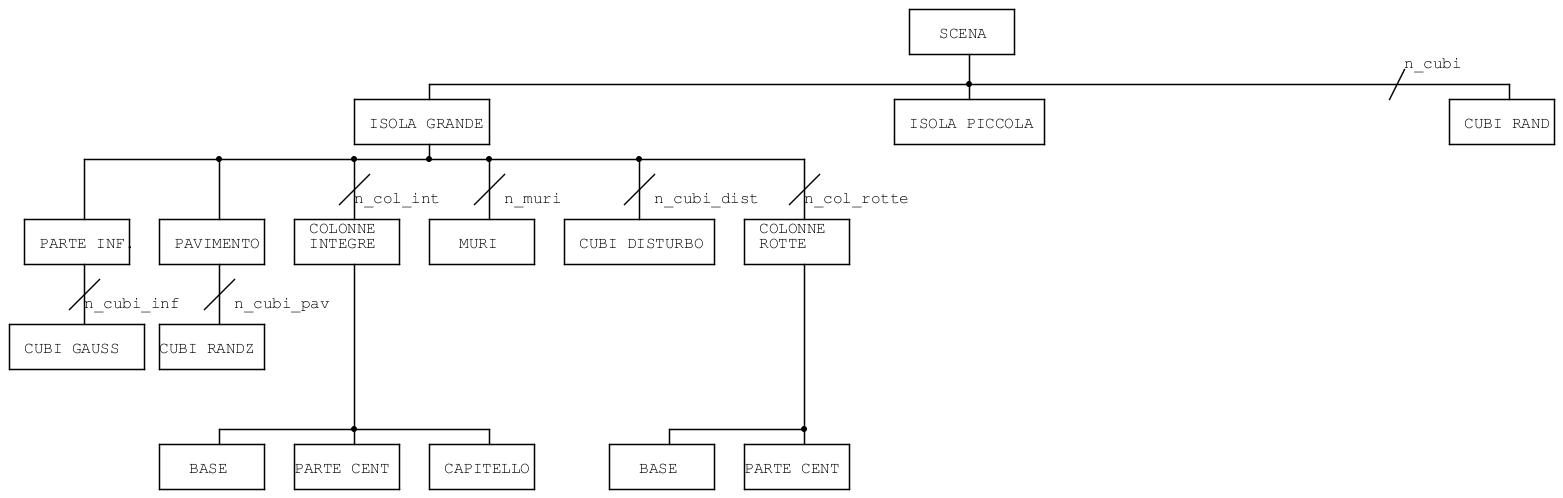 SCENA
n_cubi
ISOLA GRANDE
ISOLA PICCOLA
CUBI RAND
n_col_int
n_muri
n_cubi_dist
n_col_rotte
PARTE INF.
PAVIMENTO
COLONNE
INTEGRE
MURI
CUBI DISTURBO
COLONNE
ROTTE
n_cubi_inf
n_cubi_pav
CUBI GAUSS
CUBI RANDZ
BASE
PARTE CENT
CAPITELLO
BASE
PARTE CENT